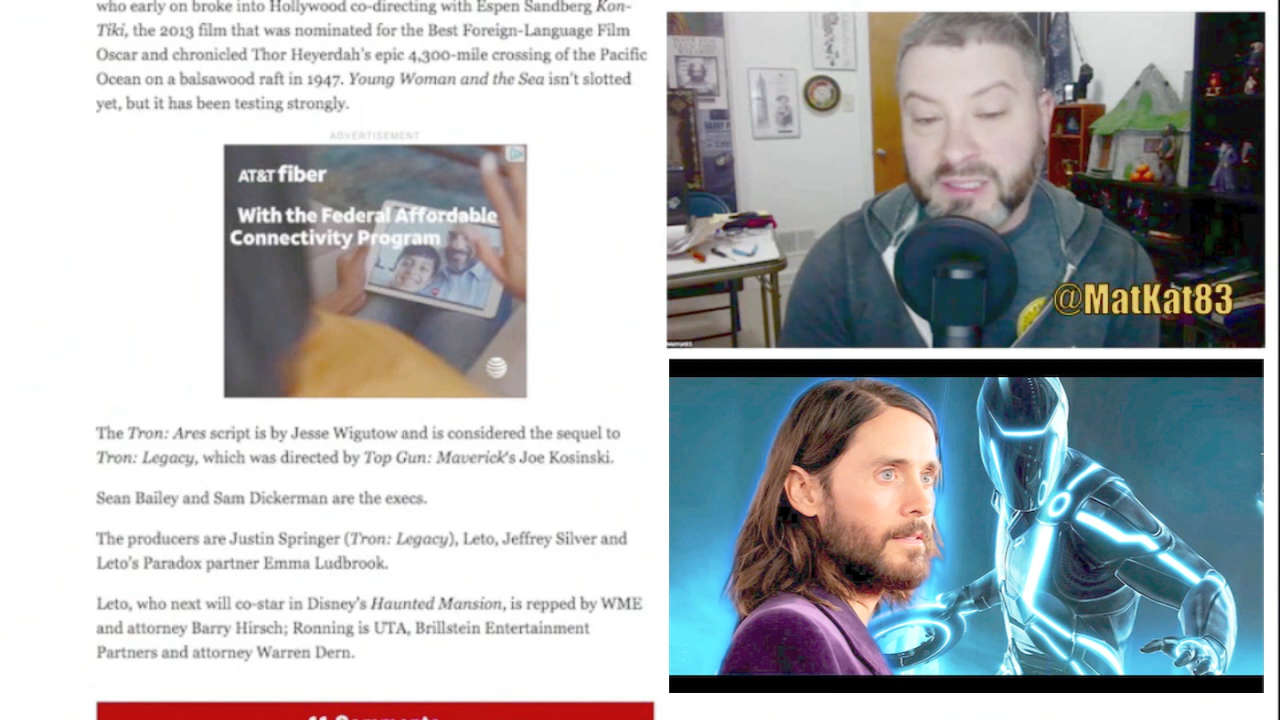 who early on broke into Hollywood co-directing with Espen Sandberg Kon-
Tiki, the 2013 film that was nominated for the Best Foreign-Language Film
Oscar and chronicled Thor Heyerdah's epic 4,300-mile crossing of the Pacific
Ocean on a balsawood raft in 1947. Young Woman and the Sea isn't slotted
yet, but it has been testing strongly.
ADVERTISEMENT
AT&T fiber
With the Federal Affordable
Connectivity Program
The Tron: Ares script is by Jesse Wigutow and is considered the sequel to
Tron: Legacy, which was directed by Top Gun: Maverick's Joe Kosinski.
Sean Bailey and Sam Dickerman are the execs.
The producers are Justin Springer (Tron: Legacy), Leto, Jeffrey Silver and
Leto's Paradox partner Emma Ludbrook.
Leto, who next will co-star in Disney's Haunted Mansion, is repped by WME
and attorney Barry Hirsch; Ronning is UTA, Brillstein Entertainment
Partners and attorney Warren Dern.
11 Comments
@MatKat83